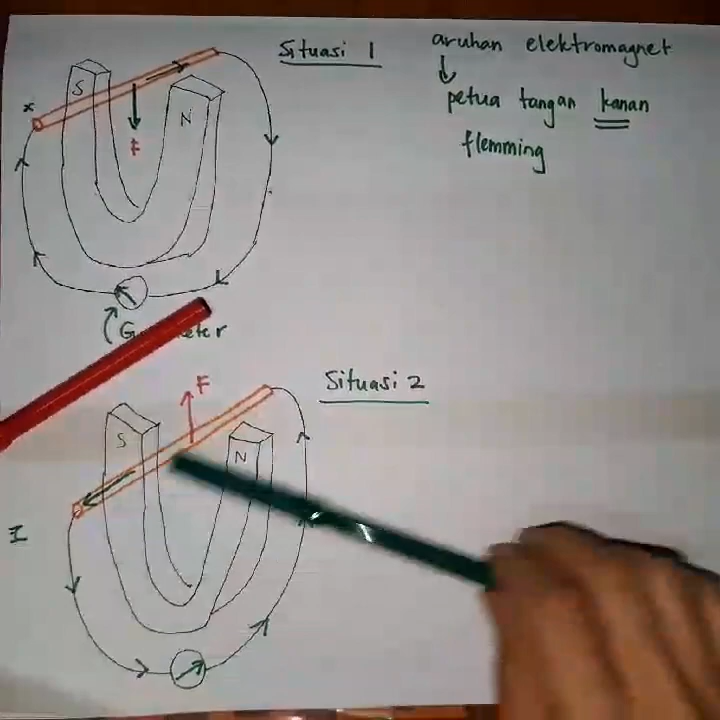 Situasi 1
aruhan elektromagnet
petua tangan kanan
flemming
S
N
x
F
Situasi 2
F
S
N
I